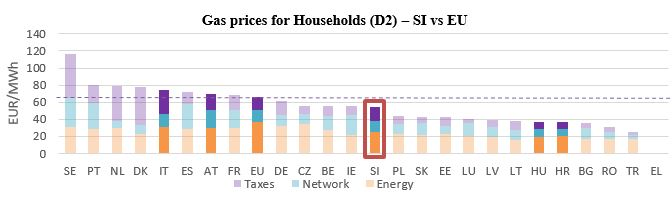 Gas prices for Households (D2) – SI vs EU
EUR/MWh
140
120
100
80
60
40
20
0
SE PT NL DK IT ES AT FR EU DE CZ BE IE SI PL SK EE LU LV LT HU HR BG RO TR EL
Taxes Network Energy